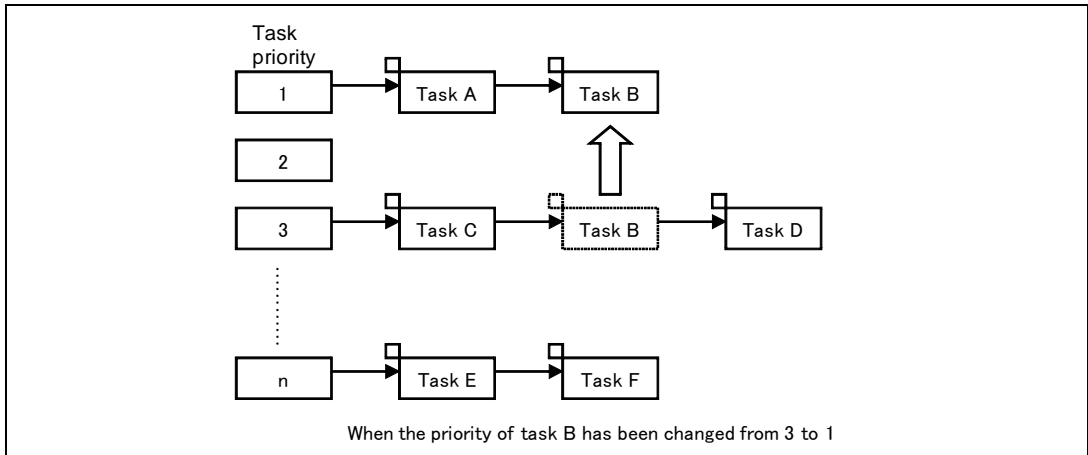 Task
priority
1 Task A Task B
2
3 Task C Task B Task D
n Task E Task F
When the priority of task B has been changed from 3 to 1